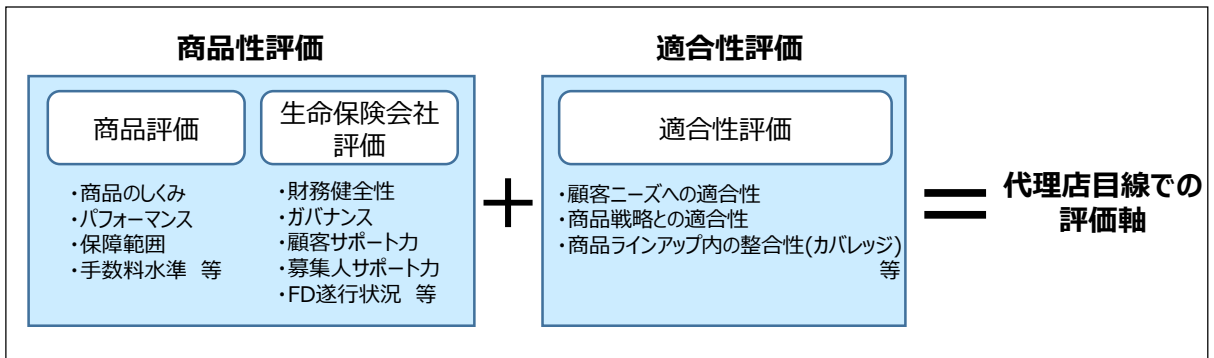 商品性評価
商品評価
・商品のしくみ
・パフォーマンス
・保障範囲
・手数料水準 等
生命保険会社
評価
・財務健全性
・ガバナンス
・顧客サポート力
・募集人サポート力
・FD遂行状況 等
＋
適合性評価
適合性評価
・顧客ニーズへの適合性
・商品戦略との適合性
・商品ラインアップ内の整合性(カバレッジ)
等
＝
代理店目線での
評価軸